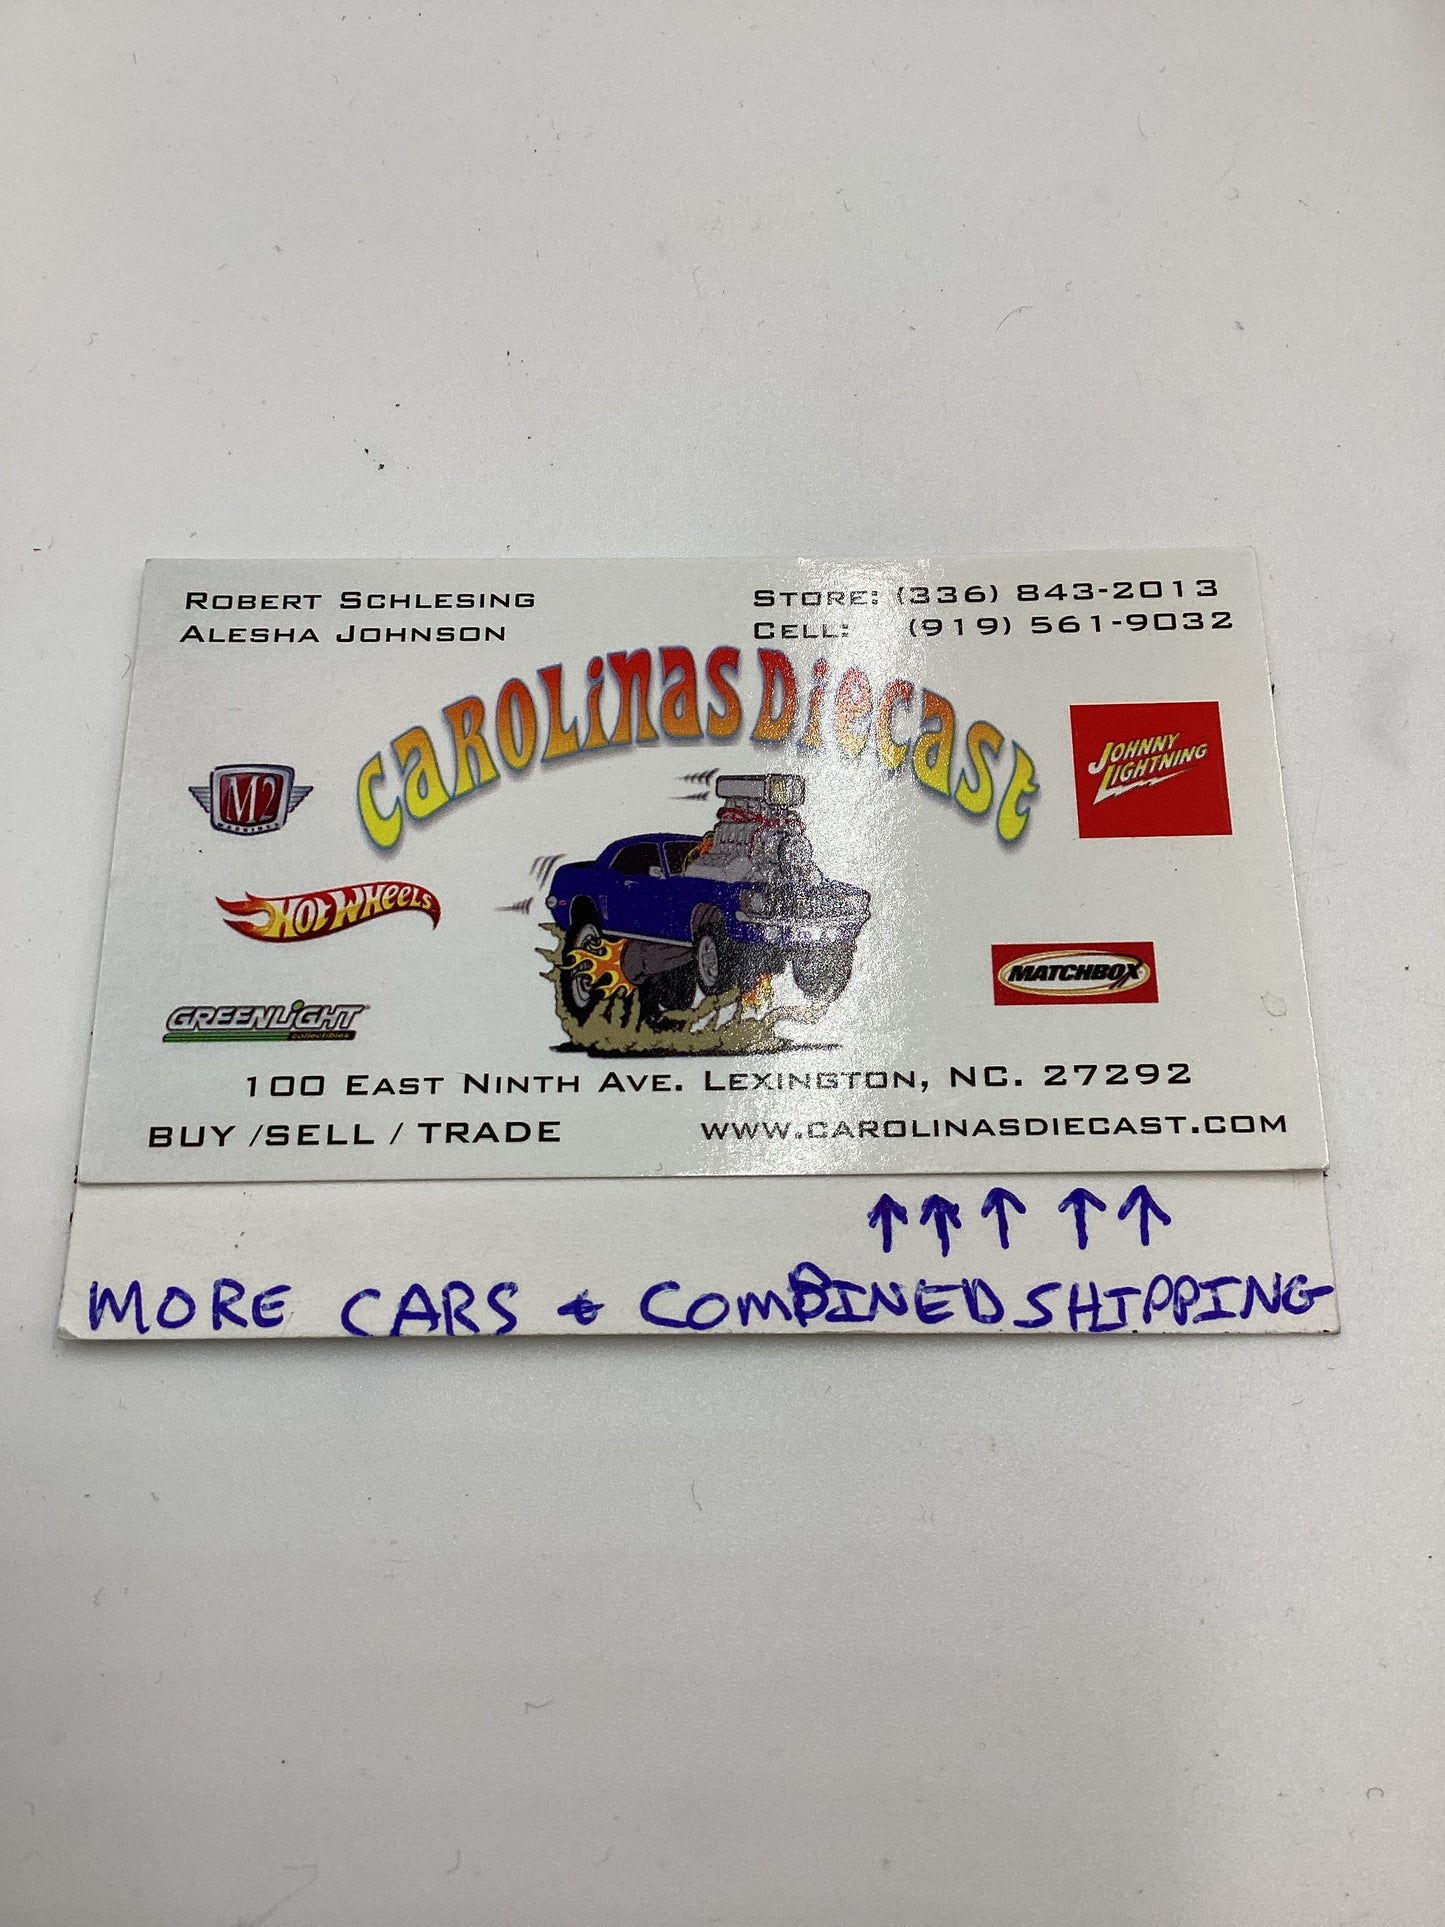 ROBERT SCHLESING
ALESHA JOHNSON
STORE: (336) 843-2013
CELL: (919) 561-9032
CAROLINAS DIECAST
M2
MACHINES
JOHNNY
LIGHTNING
HOT WHEELS
MATCHBOX
GREENLIGHT
collectibles
100 EAST NINTH AVE. LEXINGTON, NC. 27292
BUY /SELL / TRADE
WWW.CAROLINASDIECAST.COM
↑↑↑ ↑↑
MORE CARS & COMBINED SHIPPING